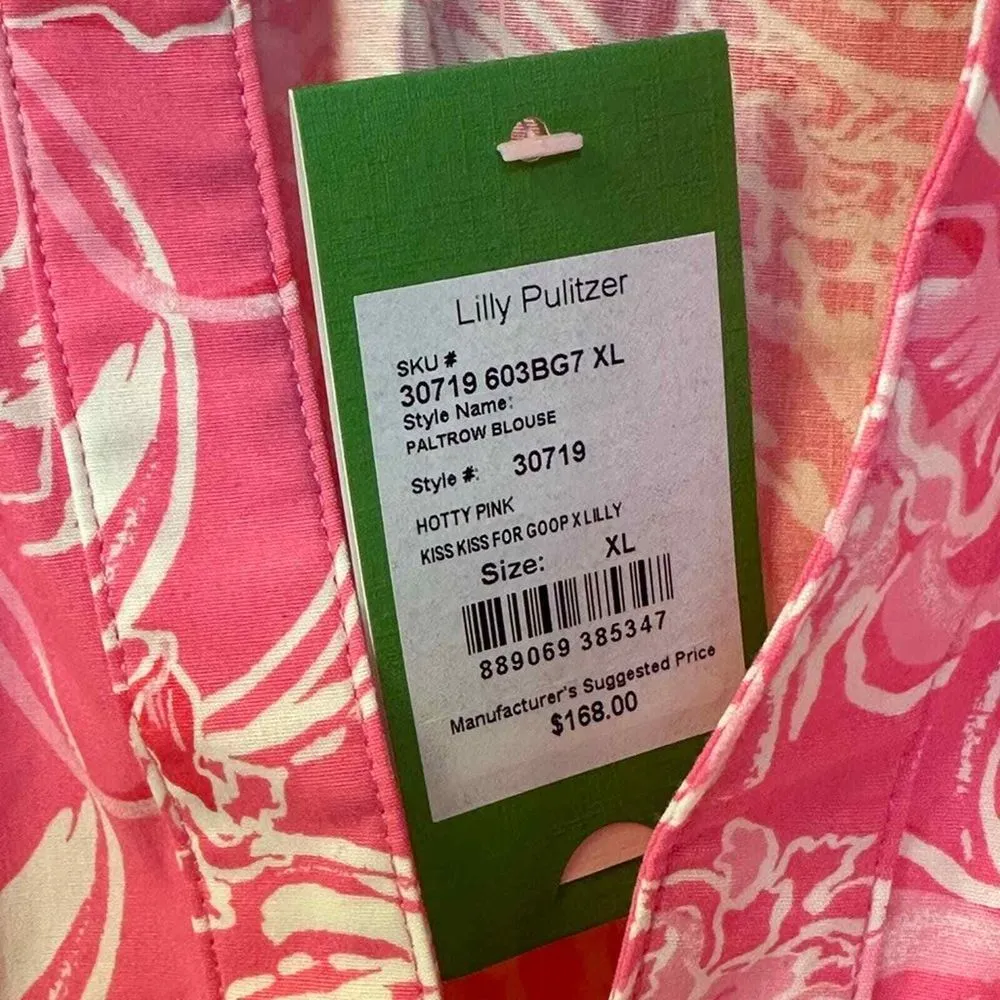 Lilly Pulitzer
SKU #
30719 603BG7 XL
Style Name:
PALTROW BLOUSE
Style #: 30719
HOTTY PINK
KISS KISS FOR GOOP X LILLY
Size: XL
889069 385347
Manufacturer's Suggested Price
$168.00